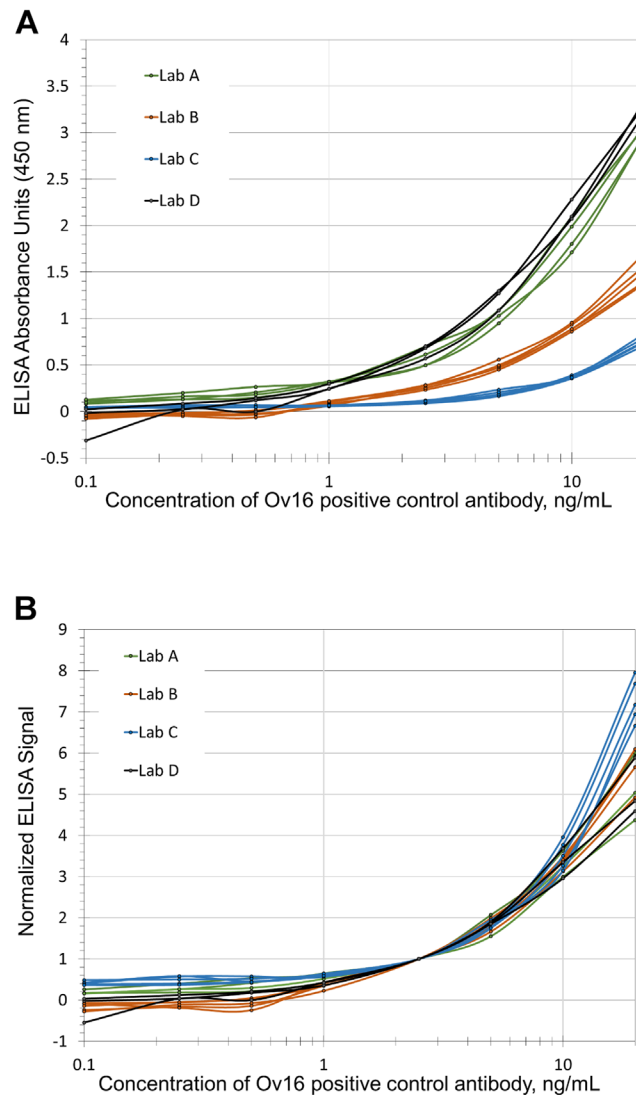 A
4
3.5
3
2.5
2
1.5
1
0.5
0
-0.5
ELISA Absorbance Units (450 nm)
Lab A
Lab B
Lab C
Lab D
0.1
1
10
Concentration of Ov16 positive control antibody, ng/mL
B
9
8
7
6
5
4
3
2
1
0
-1
Normalized ELISA Signal
Lab A
Lab B
Lab C
Lab D
0.1
1
10
Concentration of Ov16 positive control antibody, ng/mL